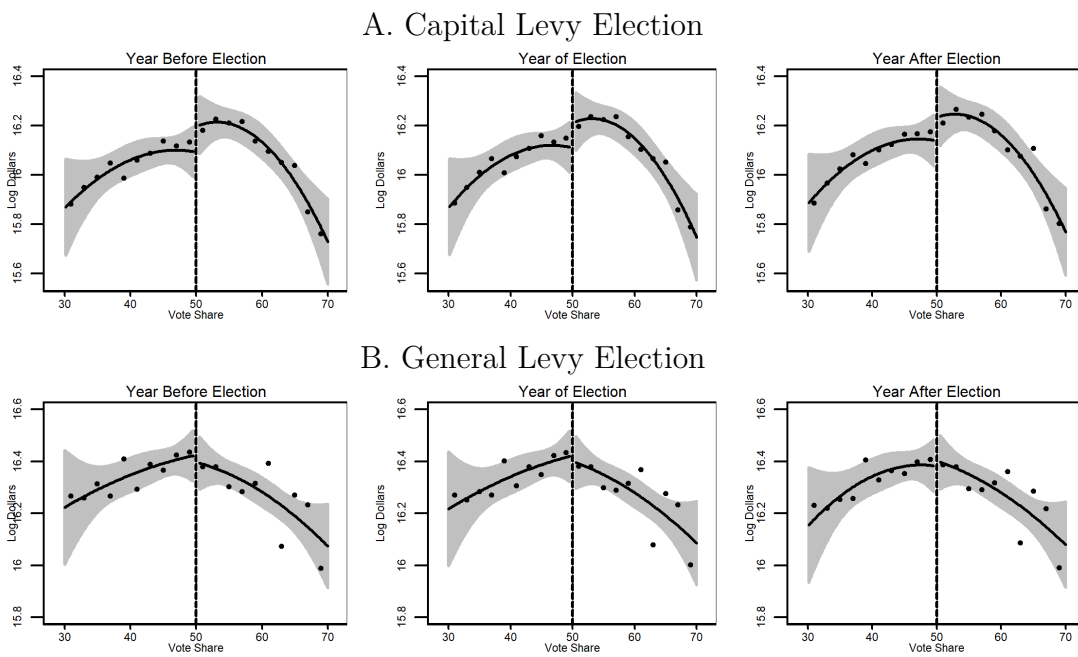 A. Capital Levy Election
Year Before Election
Log Dollars
15.6 15.8 16 16.2 16.4
30 40 50 60 70
Vote Share
Year of Election
Log Dollars
15.6 15.8 16 16.2 16.4
30 40 50 60 70
Vote Share
Year After Election
Log Dollars
15.6 15.8 16 16.2 16.4
30 40 50 60 70
Vote Share
B. General Levy Election
Year Before Election
Log Dollars
15.8 16 16.2 16.4 16.6
30 40 50 60 70
Vote Share
Year of Election
Log Dollars
15.8 16 16.2 16.4 16.6
30 40 50 60 70
Vote Share
Year After Election
Log Dollars
15.8 16 16.2 16.4 16.6
30 40 50 60 70
Vote Share